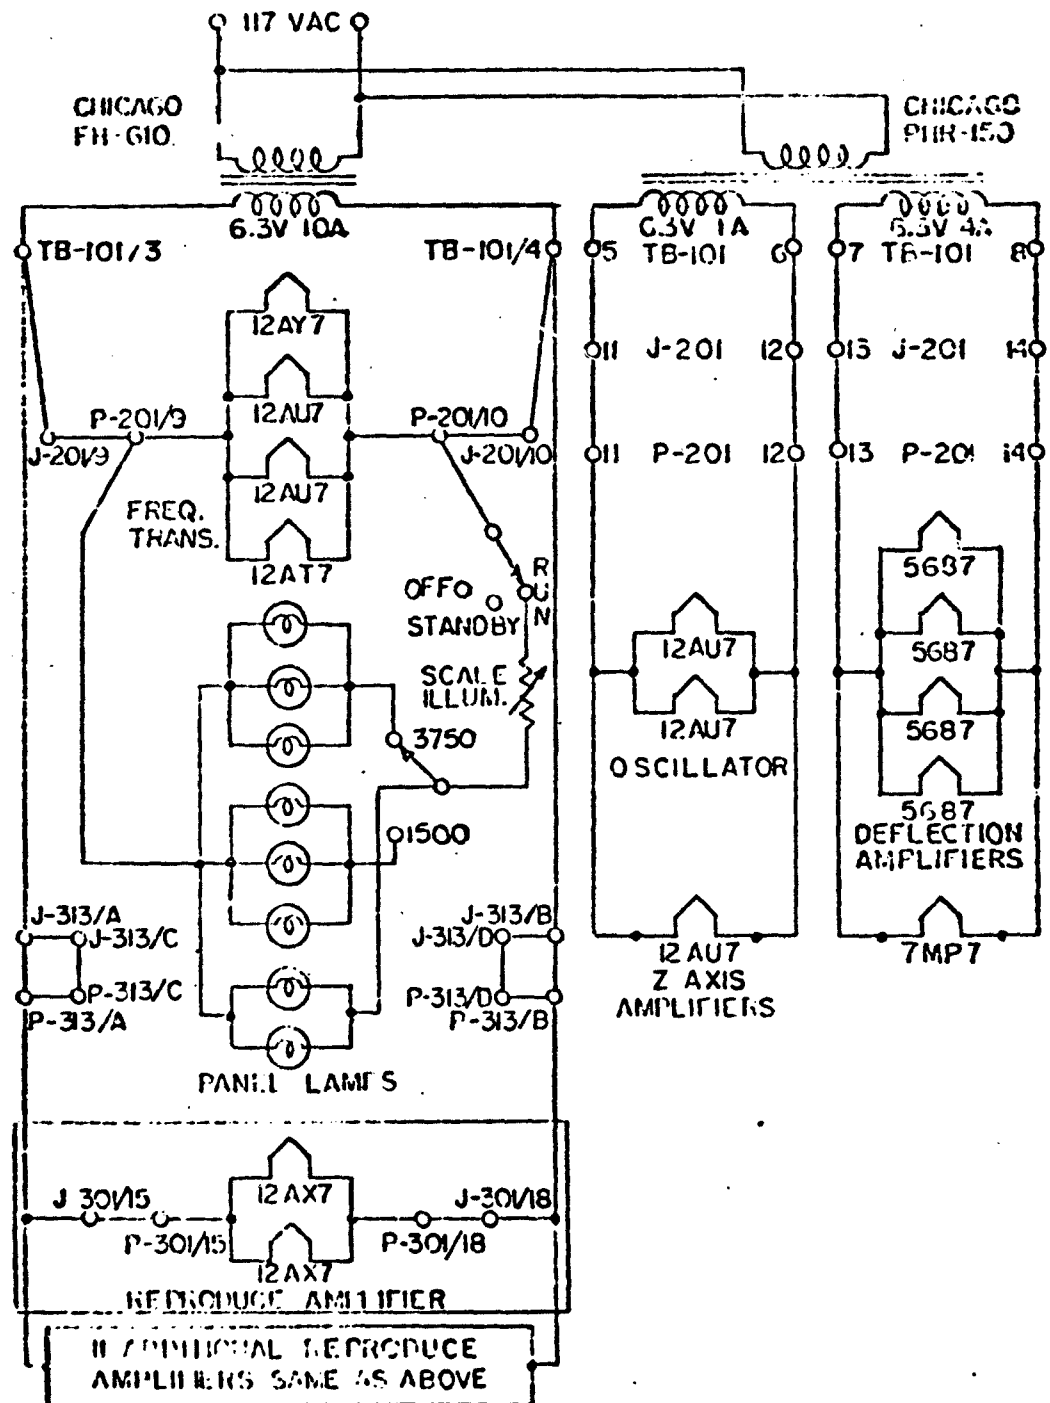 117 VAC
CHICAGO
FH-610.
CHICAGO
PHR-150
6.3V 10A
6.3V 1A
6.3V 4A
TB-101/3
TB-101/4
5 TB-101 6
7 TB-101 8
12AY7
11 J-201 12
13 J-201 14
12AU7
P-201/9
P-201/10
J-201/9
J-201/10
11 P-201 12
13 P-201 14
12AU7
FREQ.
TRANS.
12AT7
RUN
OFF
STANDBY
5687
5687
5687
5687
DEFLECTION
AMPLIFIERS
12AU7
12AU7
OSCILLATOR
SCALE
ILLUM.
3750
1500
J-313/A
J-313/C
P-313/C
P-313/A
J-313/B
J-313/D
P-313/D
P-313/B
12AU7
Z AXIS
AMPLIFIERS
7MP7
PANEL LAMPS
12AX7
J 301/15
P-301/15
J-301/18
P-301/18
12AX7
REPRODUCE AMPLIFIER
ADDITIONAL REPRODUCE
AMPLIFIERS SAME AS ABOVE